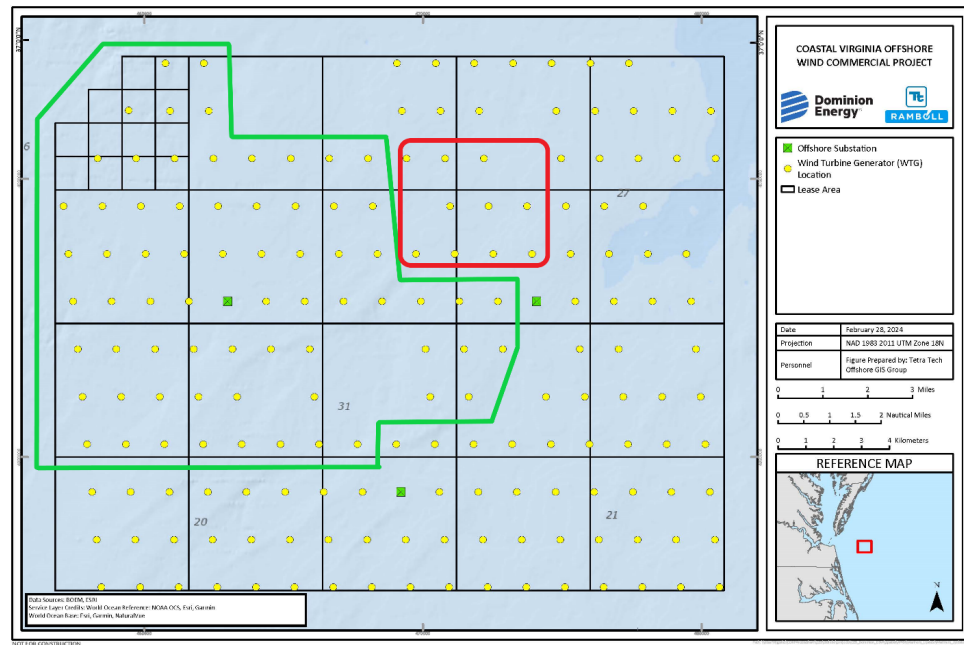 COASTAL VIRGINIA OFFSHORE
WIND COMMERCIAL PROJECT
Dominion
Energy
Tt
RAMBOLL
Offshore Substation
Wind Turbine Generator (WTG)
Location
Lease Area
6
27
31
20
21
Date February 28, 2024
Projection NAD 1983 2011 UTM Zone 18N
Personnel Figure Prepared by: Tetra Tech
Offshore GIS Group
0 1 2 3 Miles
0 0.5 1 1.5 2 Nautical Miles
0 1 2 3 4 Kilometers
REFERENCE MAP
N
Data Sources: BOEM, ESRI
Service Layer Credits: World Ocean Reference: NOAA OCS, Esri, Garmin
World Ocean Base: Esri, Garmin, NaturalVue
NOT FOR CONSTRUCTION